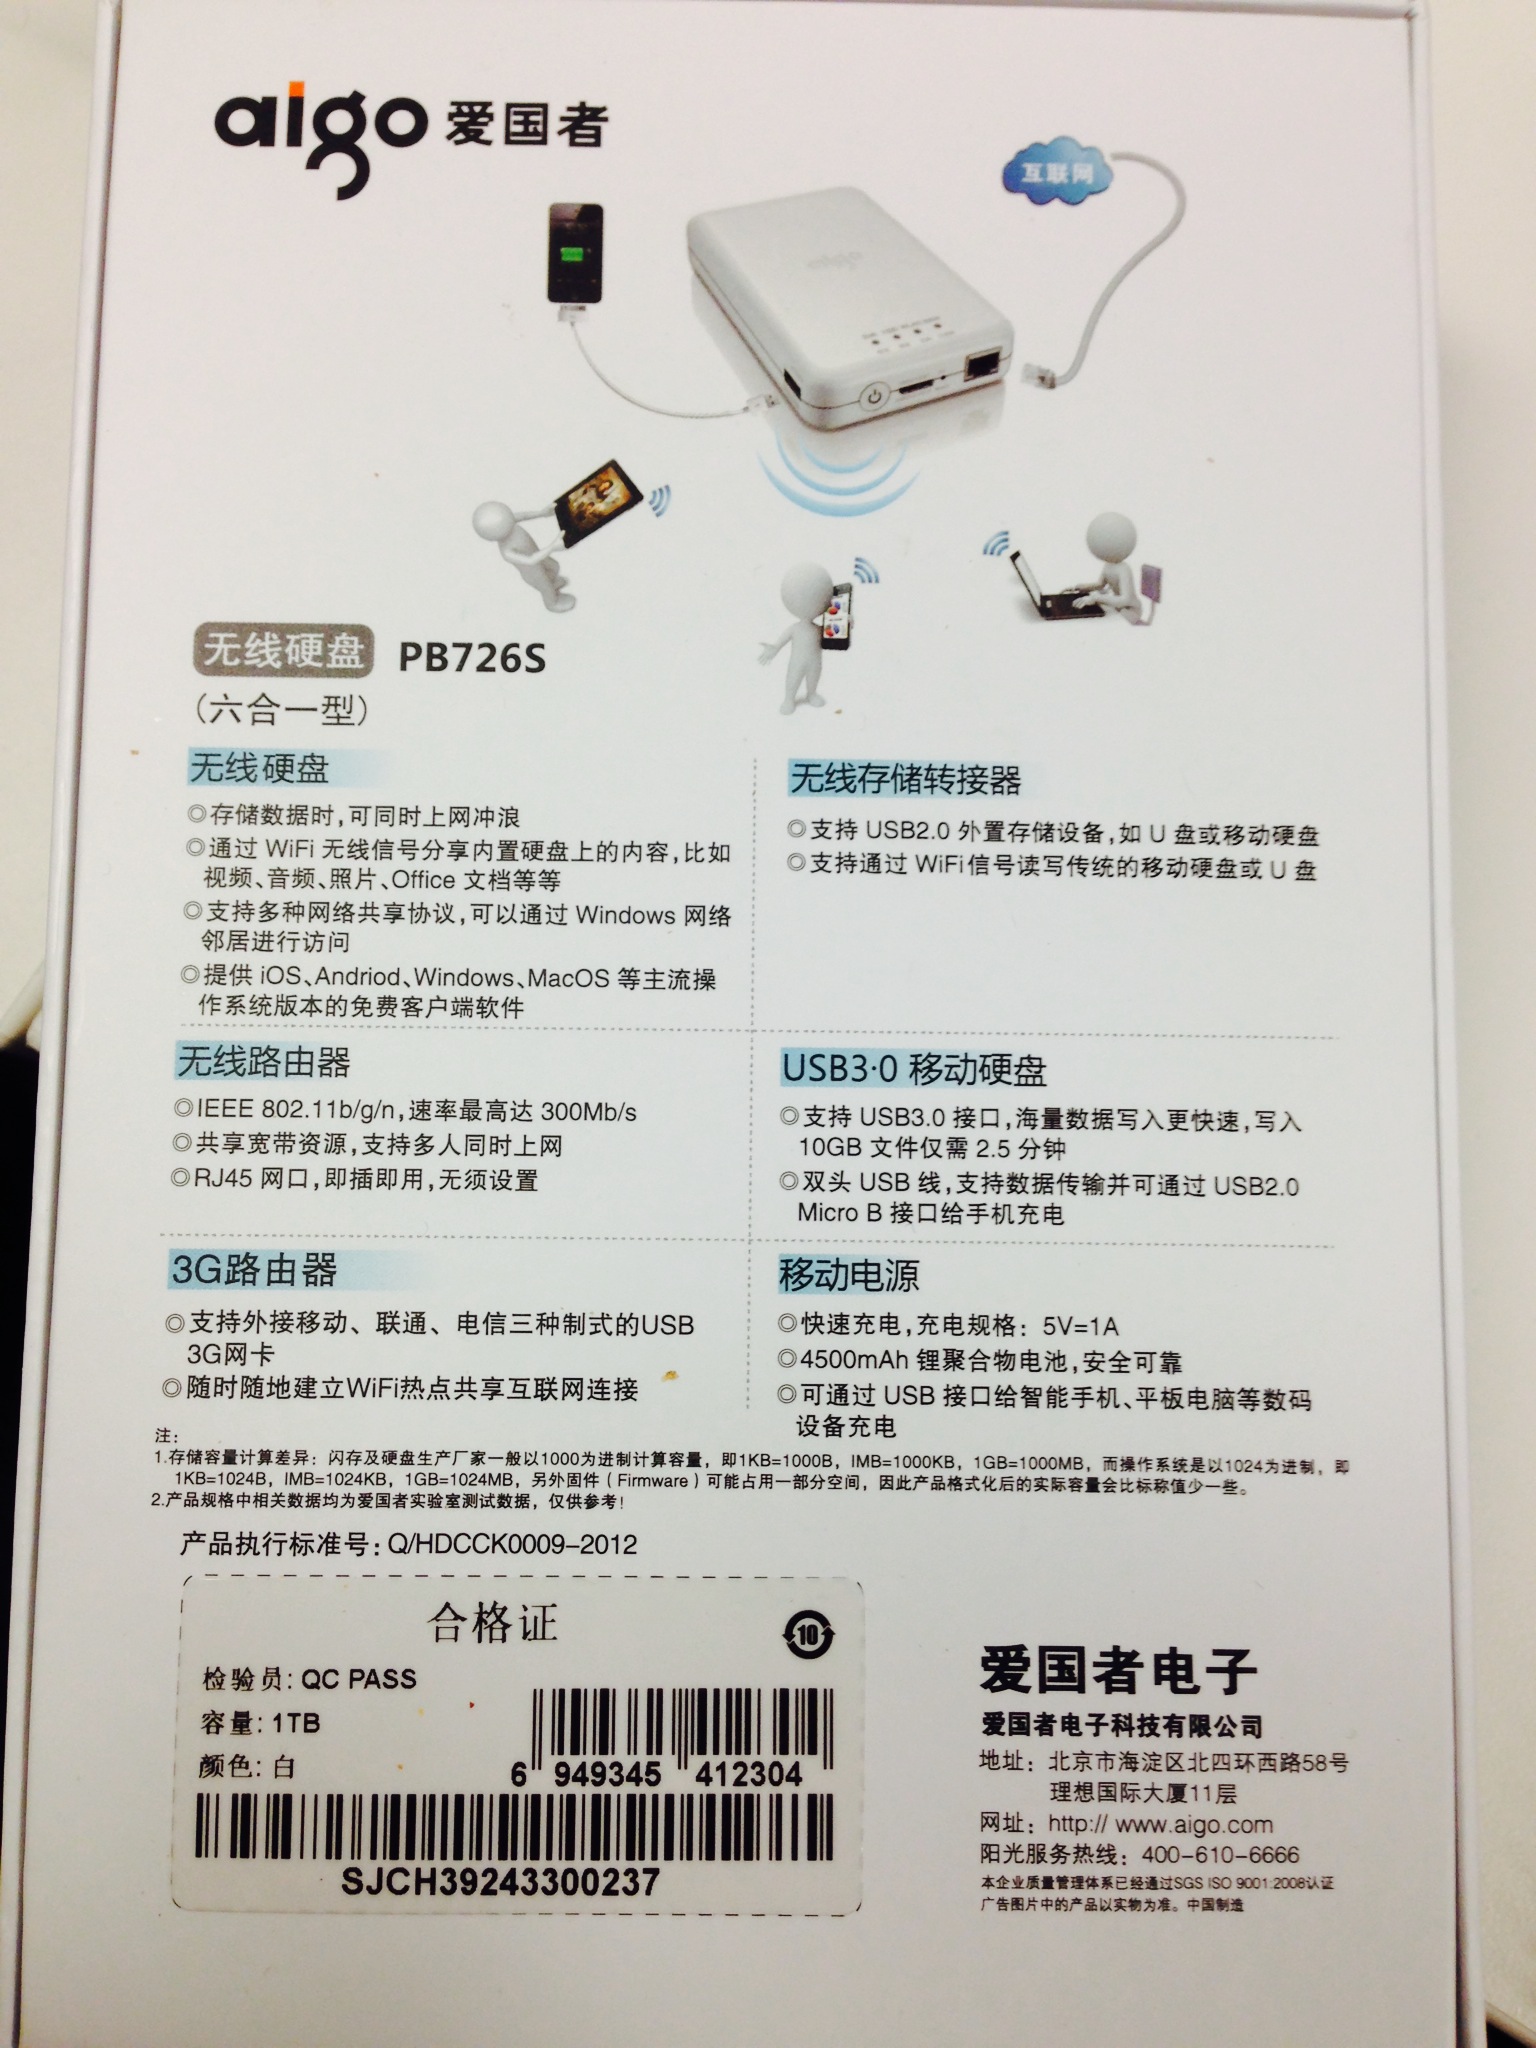 aigo 爱国者
互联网
无线硬盘 PB726S
(六合一型)
无线硬盘
◎存储数据时,可同时上网冲浪
◎通过 WiFi 无线信号分享内置硬盘上的内容,比如
视频、音频、照片、Office 文档等等
◎支持多种网络共享协议,可以通过 Windows 网络
邻居进行访问
◎提供 iOS、Andriod、Windows、MacOS 等主流操
作系统版本的免费客户端软件
无线存储转接器
◎支持 USB2.0 外置存储设备,如 U 盘或移动硬盘
◎支持通过 WiFi信号读写传统的移动硬盘或 U 盘
无线路由器
◎IEEE 802.11b/g/n,速率最高达 300Mb/s
◎共享宽带资源,支持多人同时上网
◎RJ45 网口,即插即用,无须设置
USB3·0 移动硬盘
◎支持 USB3.0 接口,海量数据写入更快速,写入
10GB 文件仅需 2.5 分钟
◎双头 USB 线,支持数据传输并可通过 USB2.0
Micro B 接口给手机充电
3G路由器
◎支持外接移动、联通、电信三种制式的USB
3G网卡
◎随时随地建立WiFi热点共享互联网连接
移动电源
◎快速充电,充电规格：5V=1A
◎4500mAh 锂聚合物电池,安全可靠
◎可通过 USB 接口给智能手机、平板电脑等数码
设备充电
注:
1.存储容量计算差异：闪存及硬盘生产厂家一般以1000为进制计算容量，即1KB=1000B，IMB=1000KB，1GB=1000MB，而操作系统是以1024为进制，即
1KB=1024B，IMB=1024KB，1GB=1024MB，另外固件（Firmware）可能占用一部分空间，因此产品格式化后的实际容量会比标称值少一些。
2.产品规格中相关数据均为爱国者实验室测试数据，仅供参考！
产品执行标准号：Q/HDCCK0009-2012
合格证
10
检验员: QC PASS
容量: 1TB
颜色: 白
6 949345 412304
SJCH39243300237
爱国者电子
爱国者电子科技有限公司
地址：北京市海淀区北四环西路58号
理想国际大厦11层
网址：http:// www.aigo.com
阳光服务热线：400-610-6666
本企业质量管理体系已经通过SGS ISO 9001:2008认证
广告图片中的产品以实物为准。中国制造